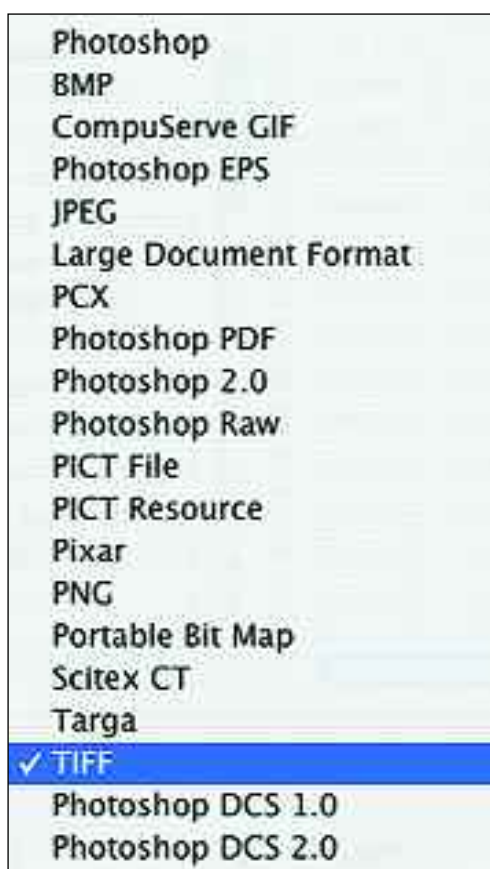 Photoshop
BMP
CompuServe GIF
Photoshop EPS
JPEG
Large Document Format
PCX
Photoshop PDF
Photoshop 2.0
Photoshop Raw
PICT File
PICT Resource
Pixar
PNG
Portable Bit Map
Scitex CT
Targa
✓ TIFF
Photoshop DCS 1.0
Photoshop DCS 2.0